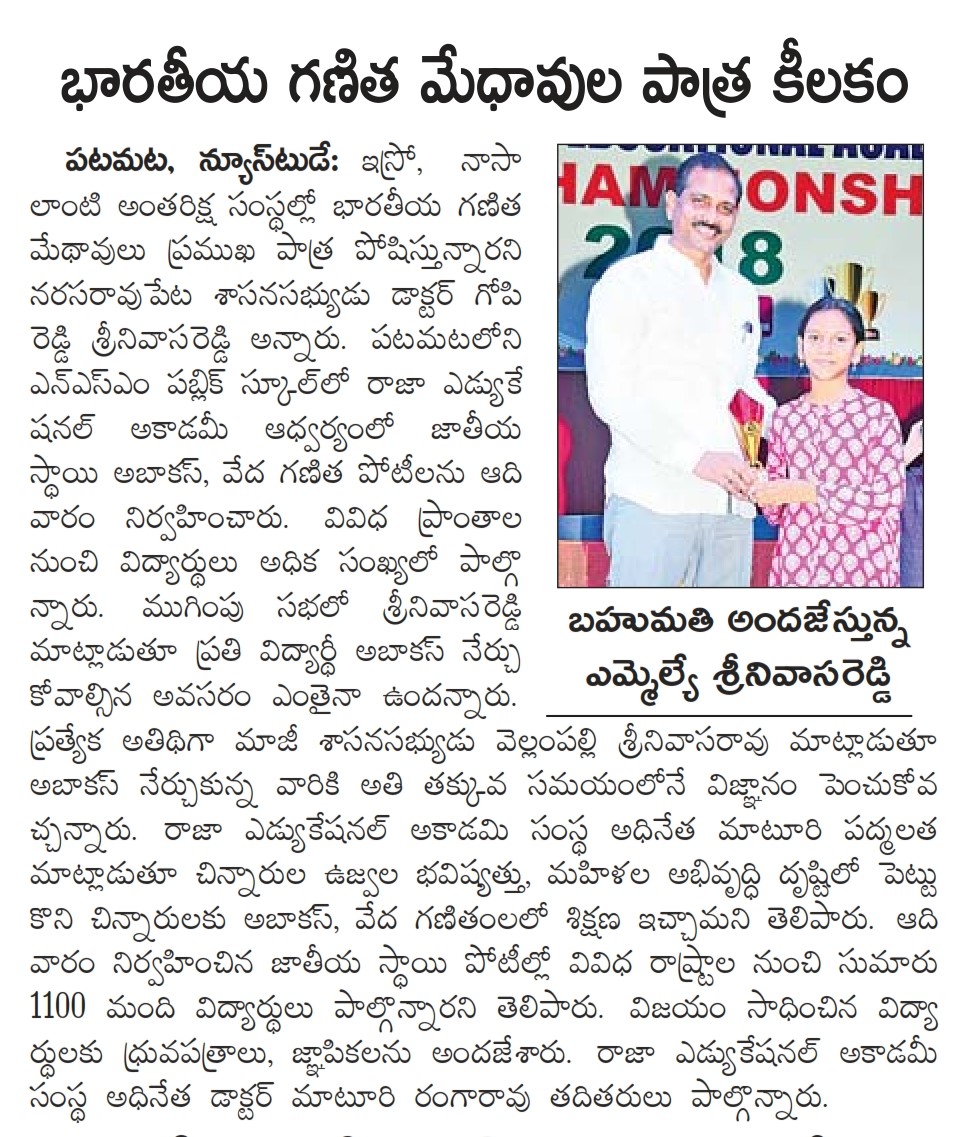 భారతీయ గణిత మేధావుల పాత్ర కీలకం
పటమట, న్యూస్‌టుడే: ఇస్రో, నాసా
లాంటి అంతరిక్ష సంస్థల్లో భారతీయ గణిత
మేథావులు ప్రముఖ పాత్ర పోషిస్తున్నారని
నరసరావుపేట శాసనసభ్యుడు డాక్టర్ గోపి
రెడ్డి శ్రీనివాసరెడ్డి అన్నారు. పటమటలోని
ఎన్ఎస్ఎం పబ్లిక్ స్కూల్‌లో రాజా ఎడ్యుకే
షనల్ అకాడమీ ఆధ్వర్యంలో జాతీయ
స్థాయి అబాకస్, వేద గణిత పోటీలను ఆది
వారం నిర్వహించారు. వివిధ ప్రాంతాల
నుంచి విద్యార్థులు అధిక సంఖ్యలో పాల్గొ
న్నారు. ముగింపు సభలో శ్రీనివాసరెడ్డి
మాట్లాడుతూ ప్రతి విద్యార్థీ అబాకస్ నేర్చు
కోవాల్సిన అవసరం ఎంతైనా ఉందన్నారు.
HAMPIONSH
2018
బహుమతి అందజేస్తున్న
ఎమ్మెల్యే శ్రీనివాసరెడ్డి
ప్రత్యేక అతిథిగా మాజీ శాసనసభ్యుడు వెల్లంపల్లి శ్రీనివాసరావు మాట్లాడుతూ
అబాకస్ నేర్చుకున్న వారికి అతి తక్కువ సమయంలోనే విజ్ఞానం పెంచుకోవ
చ్చన్నారు. రాజా ఎడ్యుకేషనల్ అకాడమి సంస్థ అధినేత మాటూరి పద్మలత
మాట్లాడుతూ చిన్నారుల ఉజ్వల భవిష్యత్తు, మహిళల అభివృద్ధి దృష్టిలో పెట్టు
కొని చిన్నారులకు అబాకస్, వేద గణితంలలో శిక్షణ ఇచ్చామని తెలిపారు. ఆది
వారం నిర్వహించిన జాతీయ స్థాయి పోటీల్లో వివిధ రాష్ట్రాల నుంచి సుమారు
1100 మంది విద్యార్థులు పాల్గొన్నారని తెలిపారు. విజయం సాధించిన విద్యా
ర్థులకు ధ్రువపత్రాలు, జ్ఞాపికలను అందజేశారు. రాజా ఎడ్యుకేషనల్ అకాడమీ
సంస్థ అధినేత డాక్టర్ మాటూరి రంగారావు తదితరులు పాల్గొన్నారు.